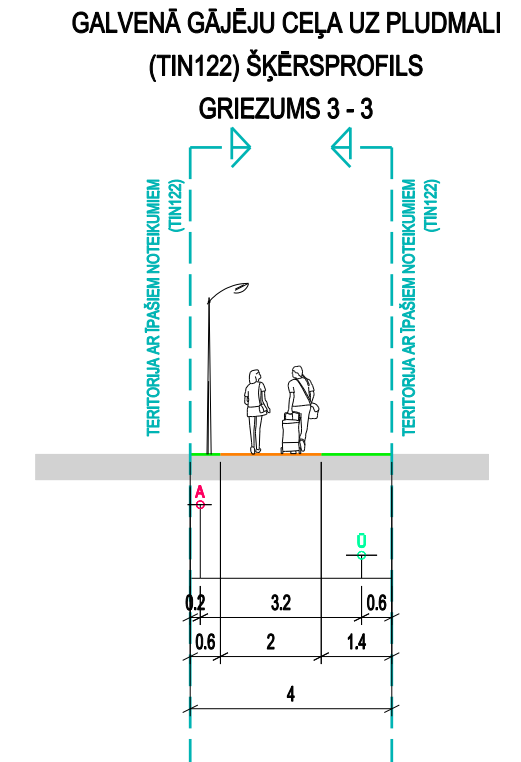 GALVENĀ GĀJĒJU CEĻA UZ PLUDMALI
(TIN122) ŠĶĒRSPROFILS
GRIEZUMS 3 - 3
TERITORIJA AR ĪPAŠIEM NOTEIKUMIEM
(TIN122)
TERITORIJA AR ĪPAŠIEM NOTEIKUMIEM
(TIN122)
A
Ū
0.2 3.2 0.6
0.6 2 1.4
4